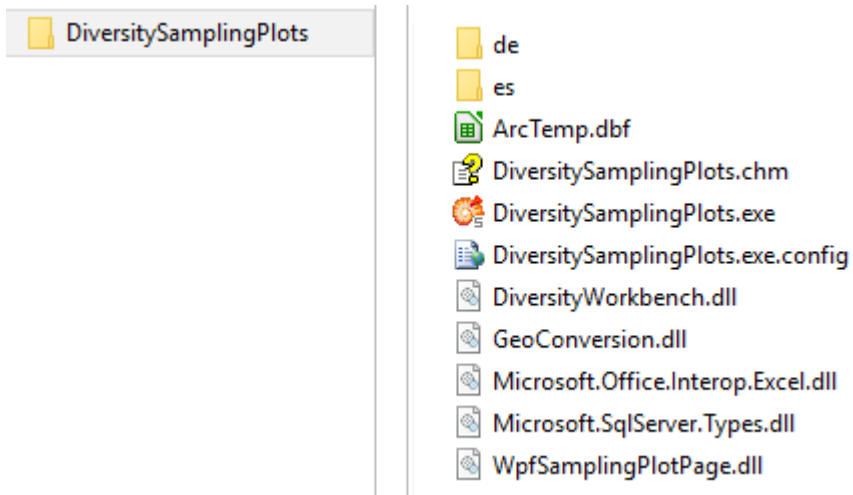 DiversitySamplingPlots
de
es
ArcTemp.dbf
DiversitySamplingPlots.chm
DiversitySamplingPlots.exe
DiversitySamplingPlots.exe.config
DiversityWorkbench.dll
GeoConversion.dll
Microsoft.Office.Interop.Excel.dll
Microsoft.SqlServer.Types.dll
WpfSamplingPlotPage.dll